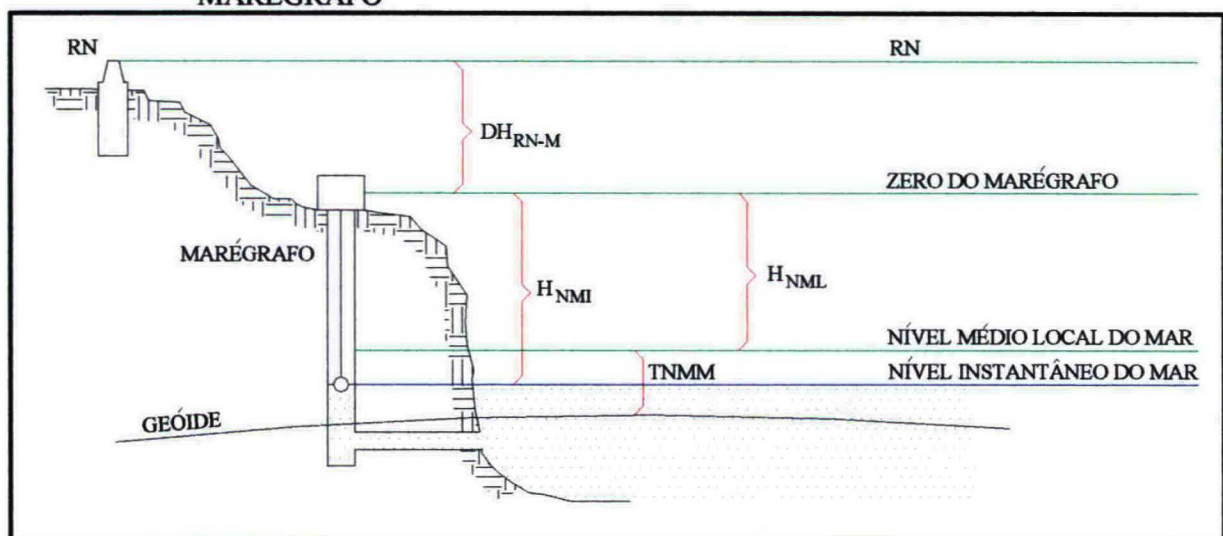 MARÉGRAFO
RN
RN
DH RN-M
ZERO DO MARÉGRAFO
MARÉGRAFO
H NMI
H NML
NÍVEL MÉDIO LOCAL DO MAR
TNMM
NÍVEL INSTANTÂNEO DO MAR
GEÓIDE